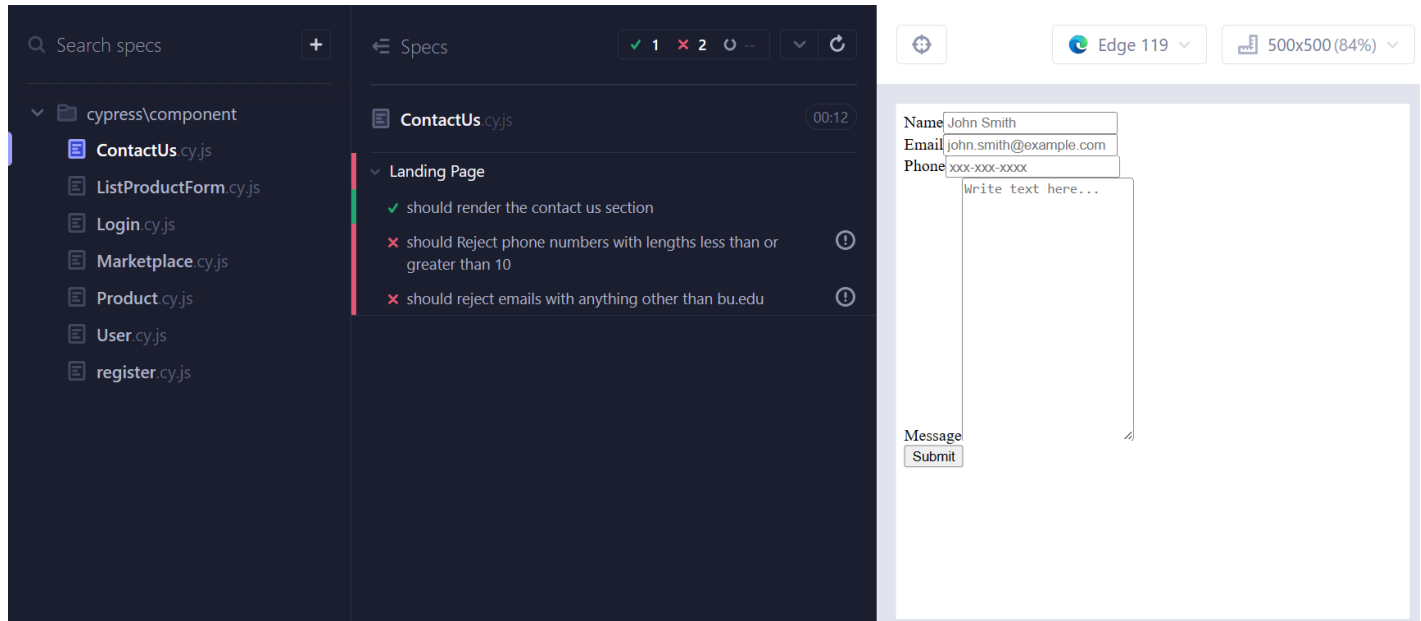 Search specs
+
cypress\component
ContactUs.cy.js
ListProductForm.cy.js
Login.cy.js
Marketplace.cy.js
Product.cy.js
User.cy.js
register.cy.js
Specs
1 2 --
ContactUs.cy.js 00:12
Landing Page
should render the contact us section
should Reject phone numbers with lengths less than or
greater than 10
should reject emails with anything other than bu.edu
Edge 119
500x500 (84%)
Name John Smith
Email john.smith@example.com
Phone xxx-xxx-xxxx
Write text here...
Message
Submit